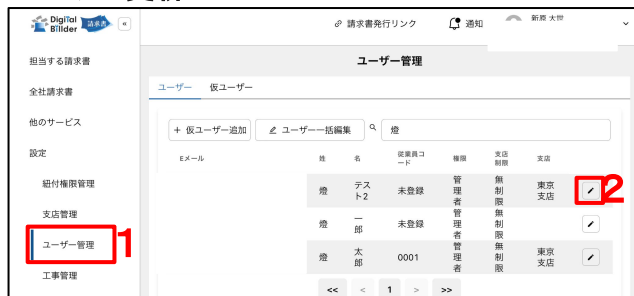 Digital Billder 請求書 «
請求書発行リンク 通知 新原 大世
担当する請求書
全社請求書
他のサービス
設定
紐付権限管理
支店管理
ユーザー管理
工事管理
1
ユーザー管理
ユーザー 仮ユーザー
+ 仮ユーザー追加 ユーザー一括編集 燈
Eメール 姓 名 従業員コード 権限 支店制限 支店
燈 テスト2 未登録 管理者 無制限 東京支店
2
燈 一郎 未登録 管理者 無制限
燈 太郎 0001 管理者 無制限 東京支店
<< < 1 > >>